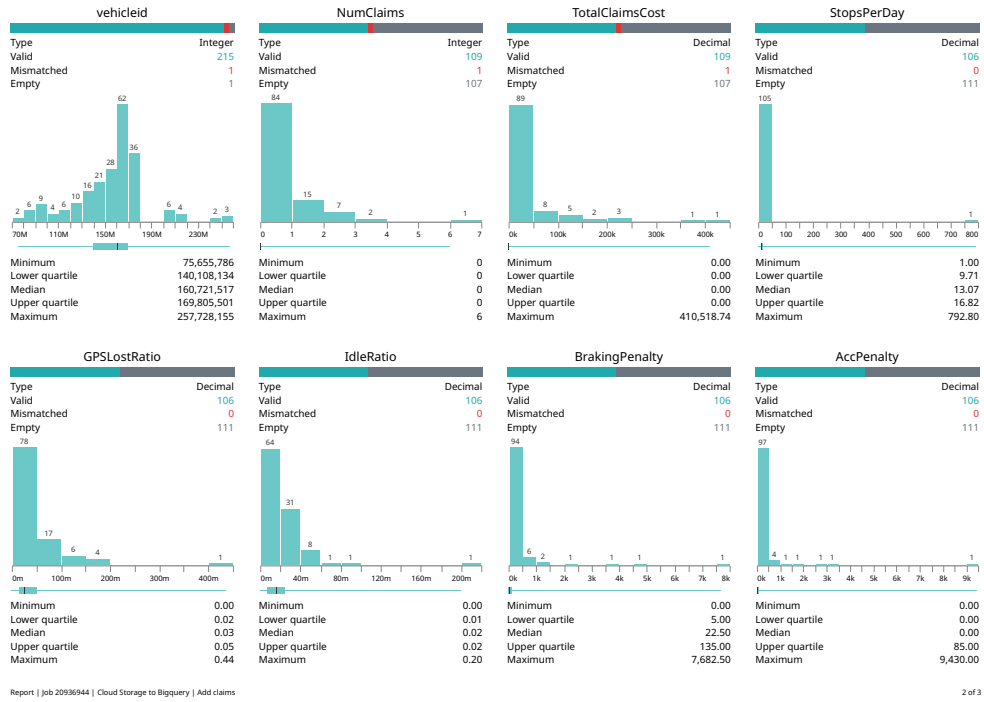 vehicleid
Type Integer
Valid 215
Mismatched 1
Empty 1
62
36
28
21
16
10
9
6
6
4
2
6
4
2
3
70M 110M 150M 190M 230M
Minimum 75,655,786
Lower quartile 140,108,134
Median 160,721,517
Upper quartile 169,805,501
Maximum 257,728,155
NumClaims
Type Integer
Valid 109
Mismatched 1
Empty 107
84
15
7
2
1
0 1 2 3 4 5 6 7
Minimum 0
Lower quartile 0
Median 0
Upper quartile 0
Maximum 6
TotalClaimsCost
Type Decimal
Valid 109
Mismatched 1
Empty 107
89
8
5
2
3
1
1
0k 100k 200k 300k 400k
Minimum 0.00
Lower quartile 0.00
Median 0.00
Upper quartile 0.00
Maximum 410,518.74
StopsPerDay
Type Decimal
Valid 106
Mismatched 0
Empty 111
105
1
0 100 200 300 400 500 600 700 800
Minimum 1.00
Lower quartile 9.71
Median 13.07
Upper quartile 16.82
Maximum 792.80
GPSLostRatio
Type Decimal
Valid 106
Mismatched 0
Empty 111
78
17
6
4
1
0m 100m 200m 400m
Minimum 0.00
Lower quartile 0.02
Median 0.03
Upper quartile 0.05
Maximum 0.44
IdleRatio
Type Decimal
Valid 106
Mismatched 0
Empty 111
64
31
8
1
1
1
0m 40m 80m 120m 160m 200m
Minimum 0.00
Lower quartile 0.01
Median 0.02
Upper quartile 0.02
Maximum 0.20
BrakingPenalty
Type Decimal
Valid 106
Mismatched 0
Empty 111
94
6
2
1
1
1
1
0k 1k 2k 3k 4k 5k 6k 7k 8k
Minimum 0.00
Lower quartile 5.00
Median 22.50
Upper quartile 135.00
Maximum 7,682.50
AccPenalty
Type Decimal
Valid 106
Mismatched 0
Empty 111
97
4
1
1
1
1
1
0k 1k 2k 3k 4k 5k 6k 7k 8k 9k
Minimum 0.00
Lower quartile 0.00
Median 0.00
Upper quartile 85.00
Maximum 9,430.00
Report | Job 20936944 | Cloud Storage to Bigquery | Add claims
2 of 3